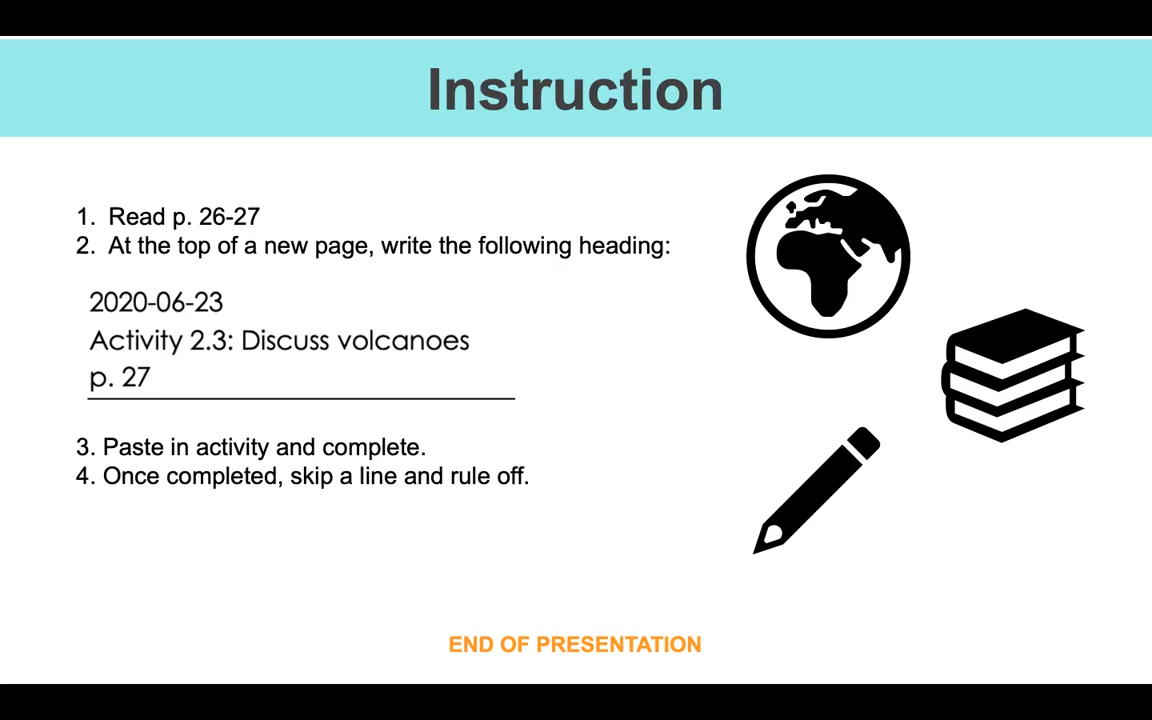 Instruction
1. Read p. 26-27
2. At the top of a new page, write the following heading:
2020-06-23
Activity 2.3: Discuss volcanoes
p. 27
3. Paste in activity and complete.
4. Once completed, skip a line and rule off.
END OF PRESENTATION